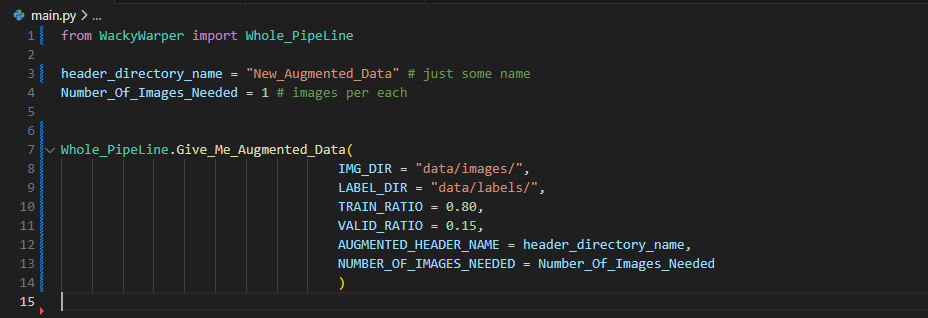 main.py > ...
1 from WackyWarper import Whole_PipeLine
2
3 header_directory_name = "New_Augmented_Data" # just some name
4 Number_Of_Images_Needed = 1 # images per each
5
6
7 Whole_PipeLine.Give_Me_Augmented_Data(
8 IMG_DIR = "data/images/",
9 LABEL_DIR = "data/labels/",
10 TRAIN_RATIO = 0.80,
11 VALID_RATIO = 0.15,
12 AUGMENTED_HEADER_NAME = header_directory_name,
13 NUMBER_OF_IMAGES_NEEDED = Number_Of_Images_Needed
14 )
15